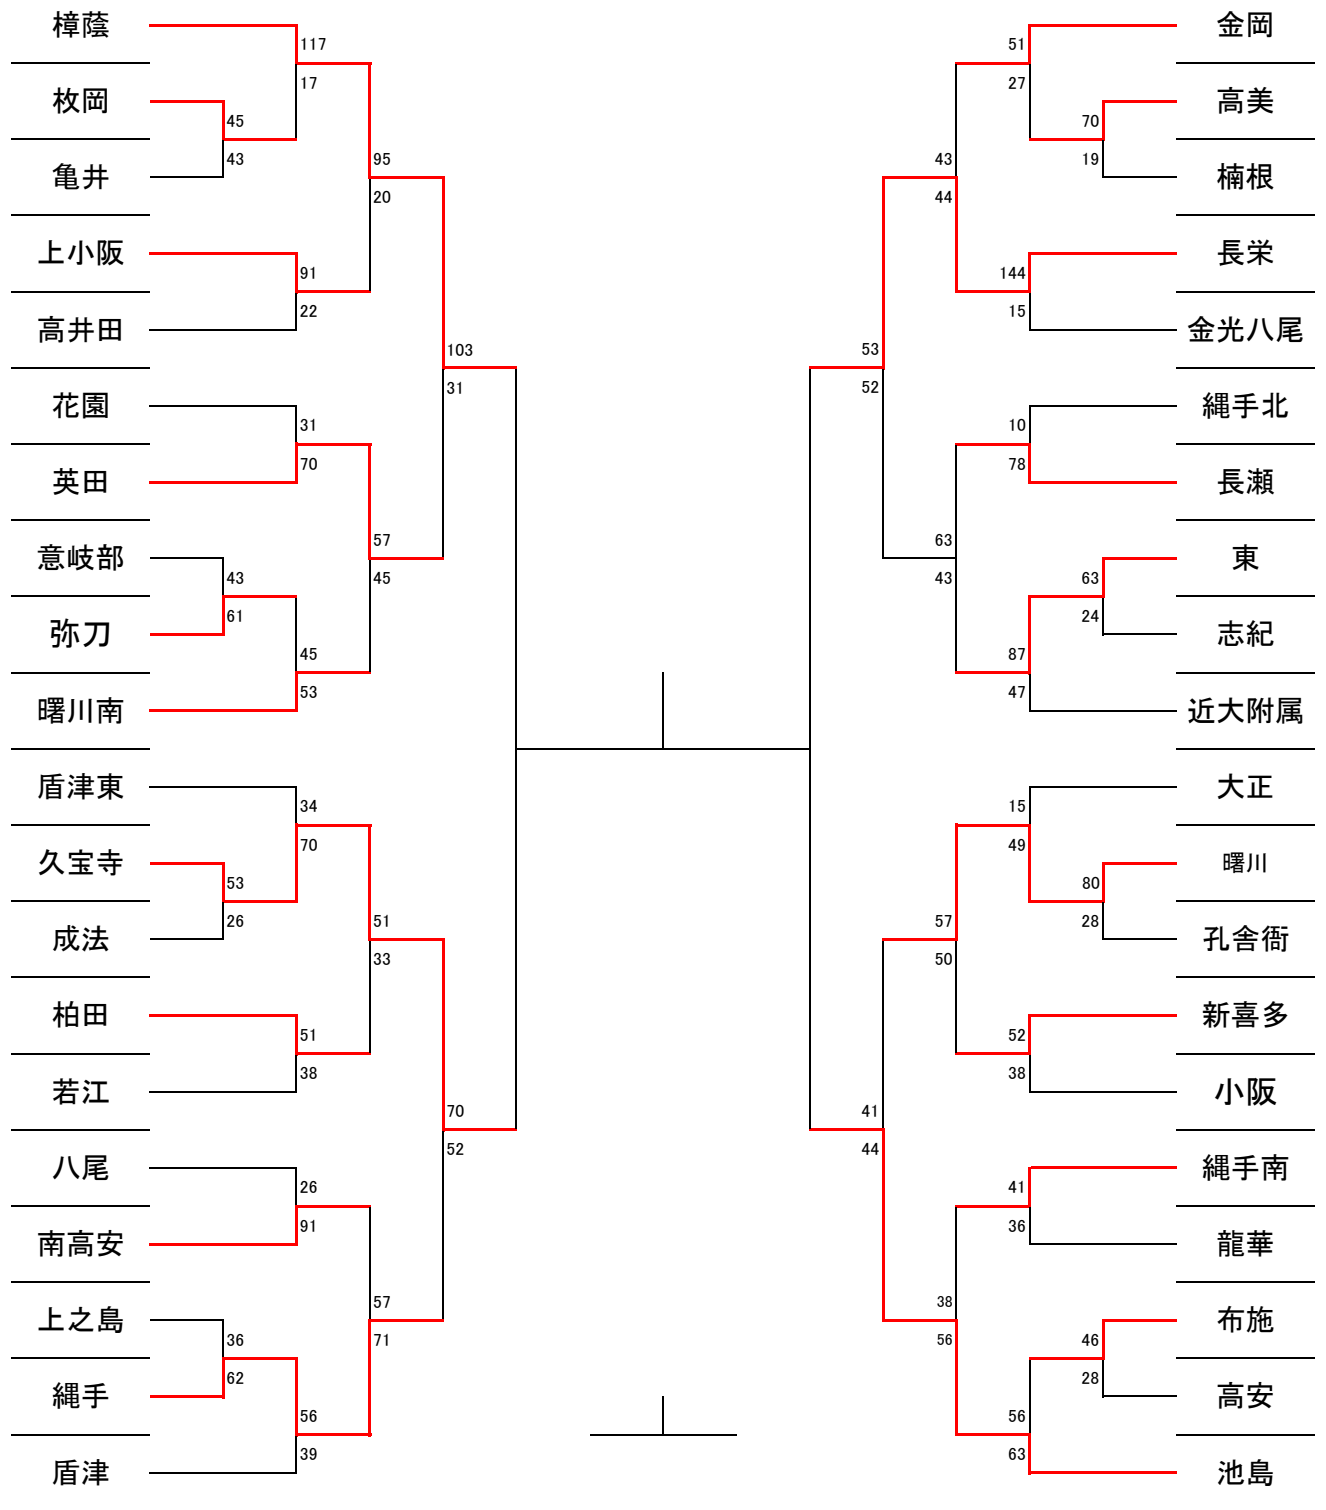 樟蔭
枚岡
亀井
上小阪
高井田
花園
英田
意岐部
弥刀
曙川南
盾津東
久宝寺
成法
柏田
若江
八尾
南高安
上之島
縄手
盾津
117
17
45
43
95
20
91
22
103
31
31
70
57
45
43
61
45
53
34
70
53
26
51
33
51
38
70
52
26
91
57
71
36
62
56
39
51
27
70
19
43
44
144
15
53
52
10
78
63
43
63
24
87
47
15
49
80
28
57
50
52
38
41
44
41
36
38
56
46
28
56
63
金岡
高美
楠根
長栄
金光八尾
縄手北
長瀬
東
志紀
近大附属
大正
曙川
孔舎衙
新喜多
小阪
縄手南
龍華
布施
高安
池島